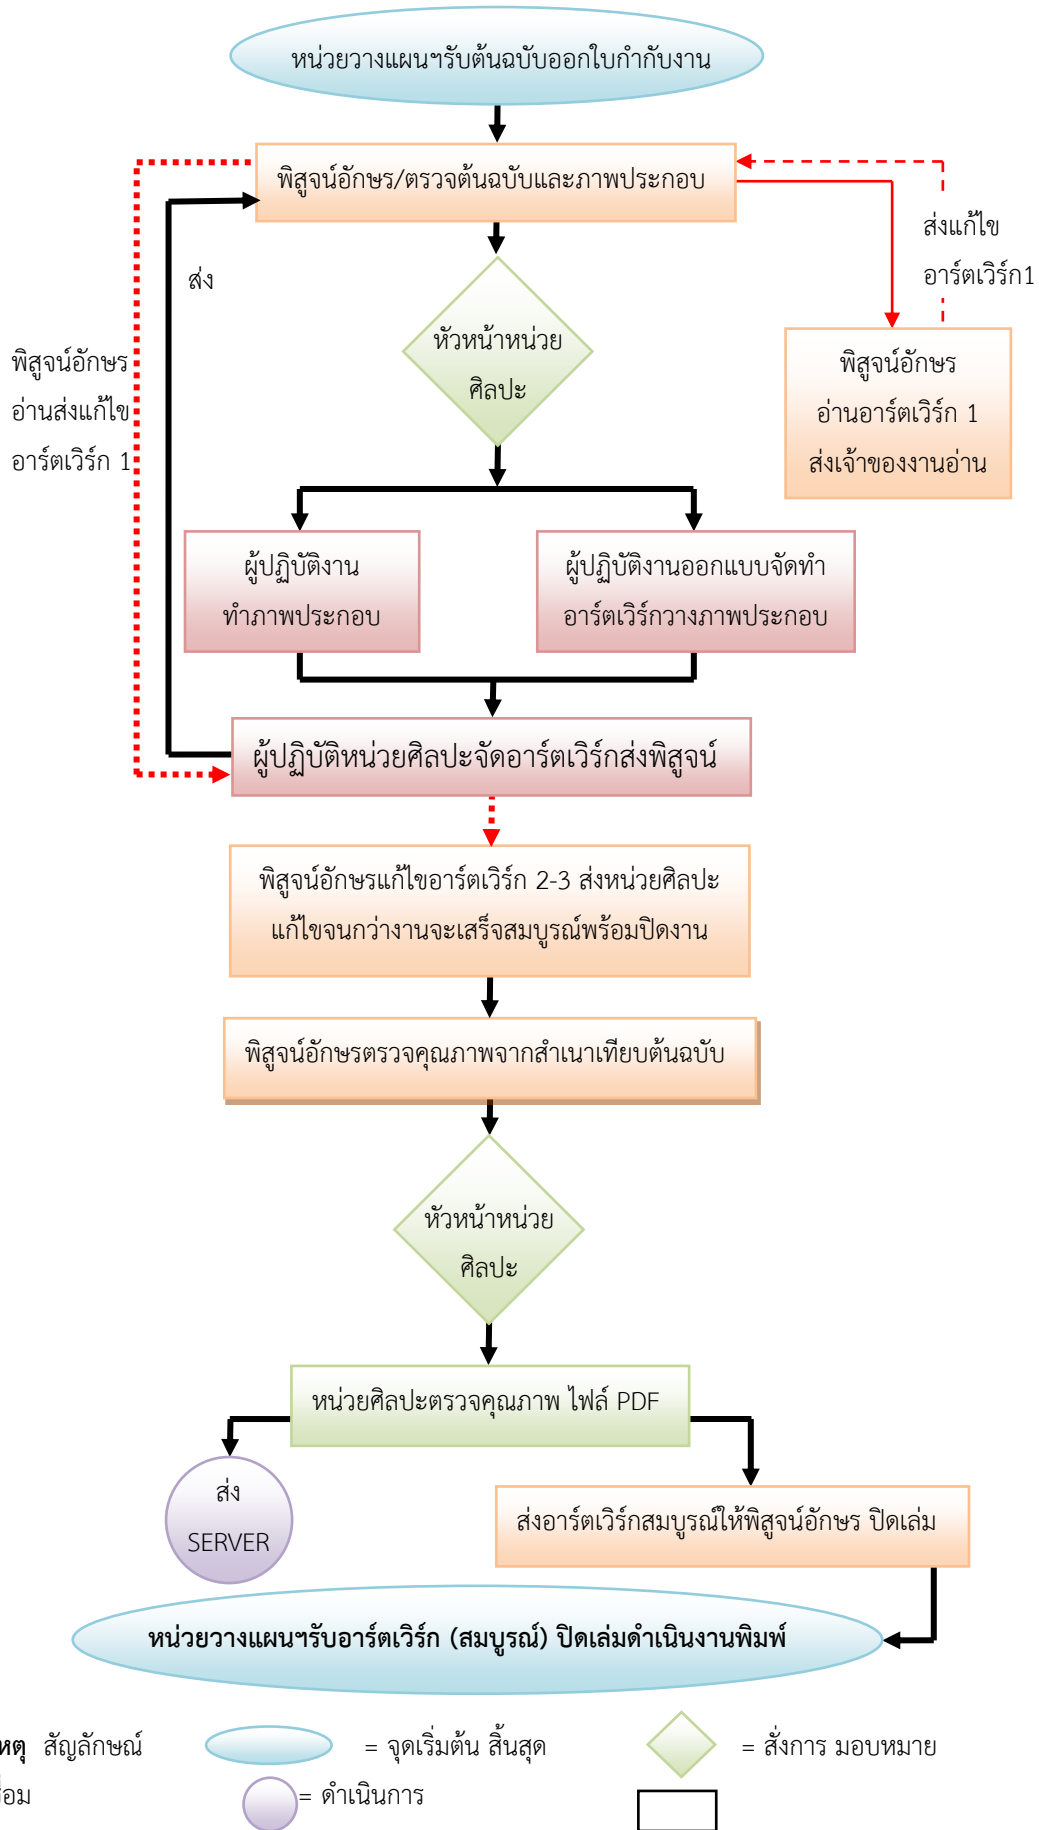 หน่วยวางแผนฯรับต้นฉบับออกใบกำกับงาน
พิสูจน์อักษร/ตรวจต้นฉบับและภาพประกอบ
ส่งแก้ไข
อาร์ตเวิร์ก1
ส่ง
หัวหน้าหน่วย
ศิลปะ
พิสูจน์อักษร
อ่านส่งแก้ไข
อาร์ตเวิร์ก 1
พิสูจน์อักษร
อ่านอาร์ตเวิร์ก 1
ส่งเจ้าของงานอ่าน
ผู้ปฏิบัติงาน
ทำภาพประกอบ
ผู้ปฏิบัติงานออกแบบจัดทำ
อาร์ตเวิร์กวางภาพประกอบ
ผู้ปฏิบัติหน่วยศิลปะจัดอาร์ตเวิร์กส่งพิสูจน์
พิสูจน์อักษรแก้ไขอาร์ตเวิร์ก 2-3 ส่งหน่วยศิลปะ
แก้ไขจนกว่างานจะเสร็จสมบูรณ์พร้อมปิดงาน
พิสูจน์อักษรตรวจคุณภาพจากสำเนาเทียบต้นฉบับ
หัวหน้าหน่วย
ศิลปะ
หน่วยศิลปะตรวจคุณภาพ ไฟล์ PDF
ส่ง
SERVER
ส่งอาร์ตเวิร์กสมบูรณ์ให้พิสูจน์อักษร ปิดเล่ม
หน่วยวางแผนฯรับอาร์ตเวิร์ก (สมบูรณ์) ปิดเล่มดำเนินงานพิมพ์
หตุ สัญลักษณ์ = จุดเริ่มต้น สิ้นสุด = สั่งการ มอบหมาย
ื่อม = ดำเนินการ